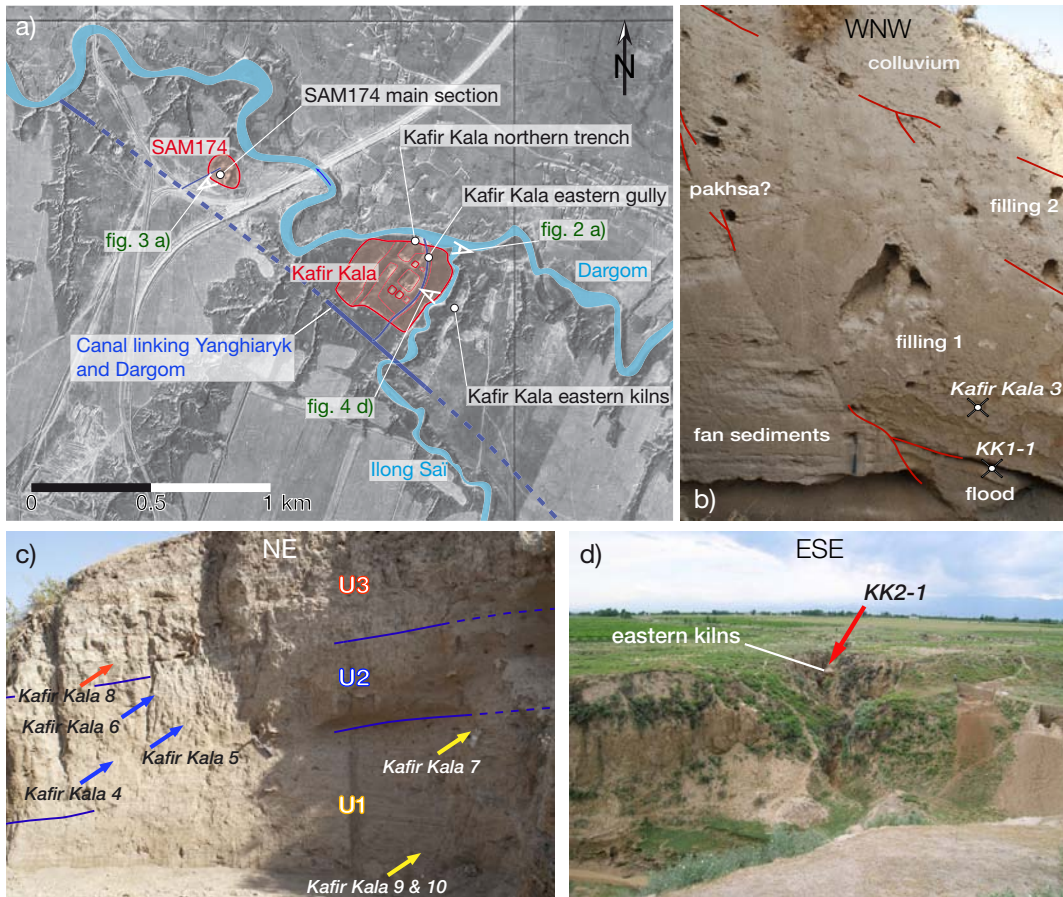 a)
N
SAM174 main section
Kafir Kala northern trench
SAM174
Kafir Kala eastern gully
fig. 3 a)
fig. 2 a)
Kafir Kala
Dargom
Canal linking Yanghiaryk
and Dargom
Kafir Kala eastern kilns
fig. 4 d)
Ilong Saï
0 0.5 1 km
WNW
colluvium
pakhsa?
filling 2
filling 1
Kafir Kala 3
fan sediments
KK1-1
flood
b)
c)
NE
U3
Kafir Kala 8
U2
Kafir Kala 6
Kafir Kala 5
Kafir Kala 7
Kafir Kala 4
U1
Kafir Kala 9 & 10
d)
ESE
KK2-1
eastern kilns